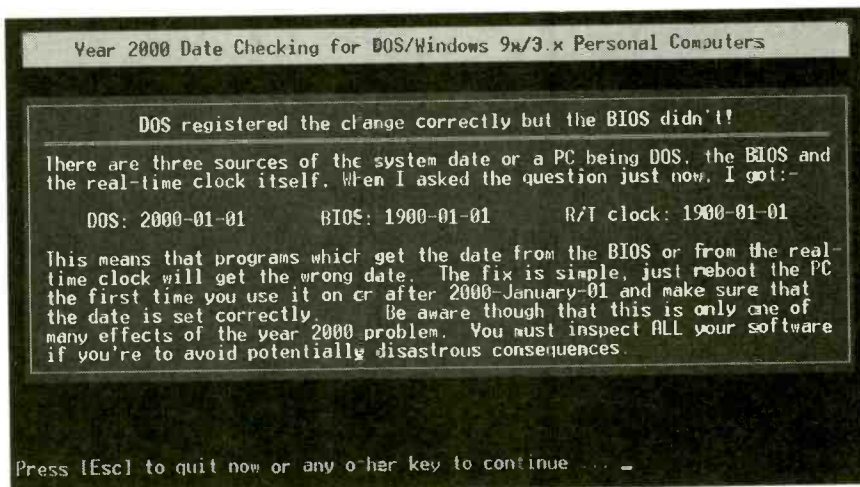 Year 2000 Date Checking for DOS/Windows 9x/3.x Personal Computers
DOS registered the change correctly but the BIOS didn't!
There are three sources of the system date or a PC being DOS, the BIOS and
the real-time clock itself. When I asked the question just now, I got:-
DOS: 2000-01-01 BIOS: 1900-01-01 R/T clock: 1900-01-01
This means that programs which get the date from the BIOS or from the real-
time clock will get the wrong date. The fix is simple, just reboot the PC
the first time you use it on or after 2000-January-01 and make sure that
the date is set correctly. Be aware though that this is only one of
many effects of the year 2000 problem. You must inspect ALL your software
if you're to avoid potentially disastrous consequences.
Press [Esc] to quit now or any other key to continue ... _